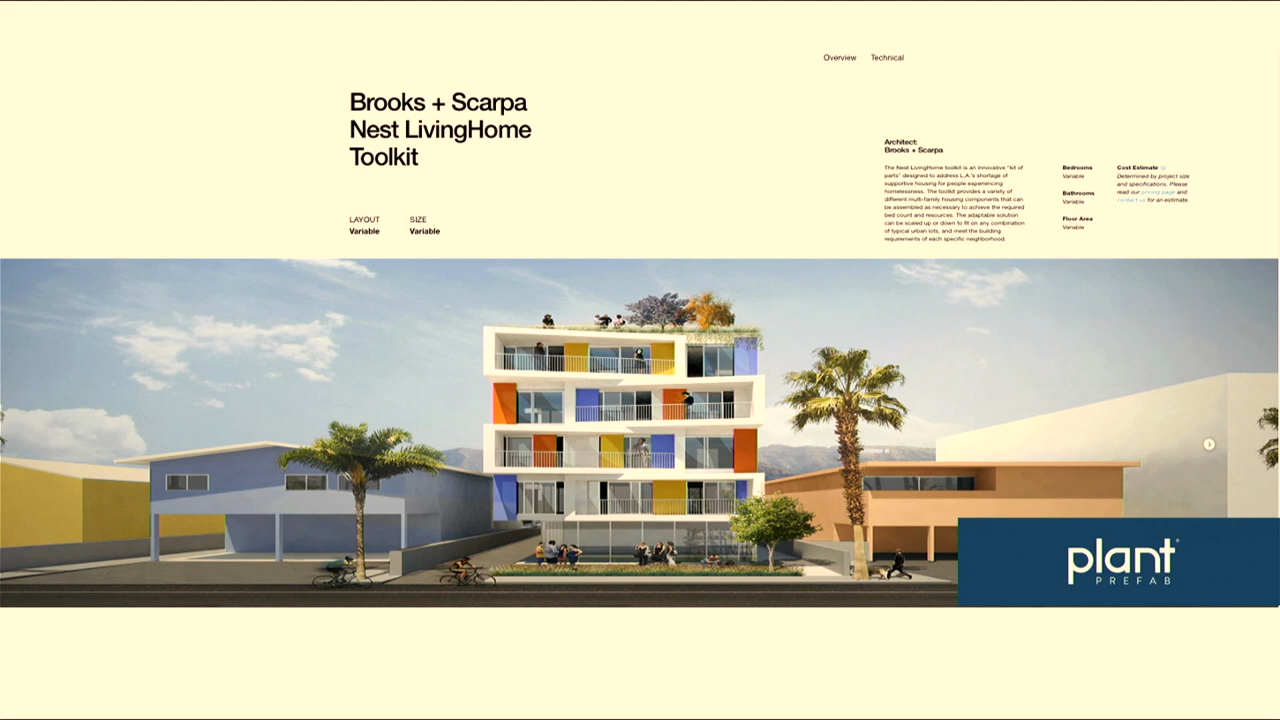 Overview Technical
Brooks + Scarpa
Nest LivingHome
Toolkit
LAYOUT SIZE
Variable Variable
Architect:
Brooks + Scarpa
The Nest LivingHome toolkit is an innovative "kit of
parts" designed to address L.A.'s shortage of
supportive housing for people experiencing
homelessness. The toolkit provides a variety of
different multi-family housing components that can
be assembled as necessary to achieve the required
bed count and resources. The adaptable solution
can be scaled up or down to fit on any combination
of typical urban lots, and meet the building
requirements of each specific neighborhood.
Bedrooms
Variable
Bathrooms
Variable
Floor Area
Variable
Cost Estimate
Determined by project size
and specifications. Please
read our pricing page and
contact us for an estimate.
plant
PREFAB